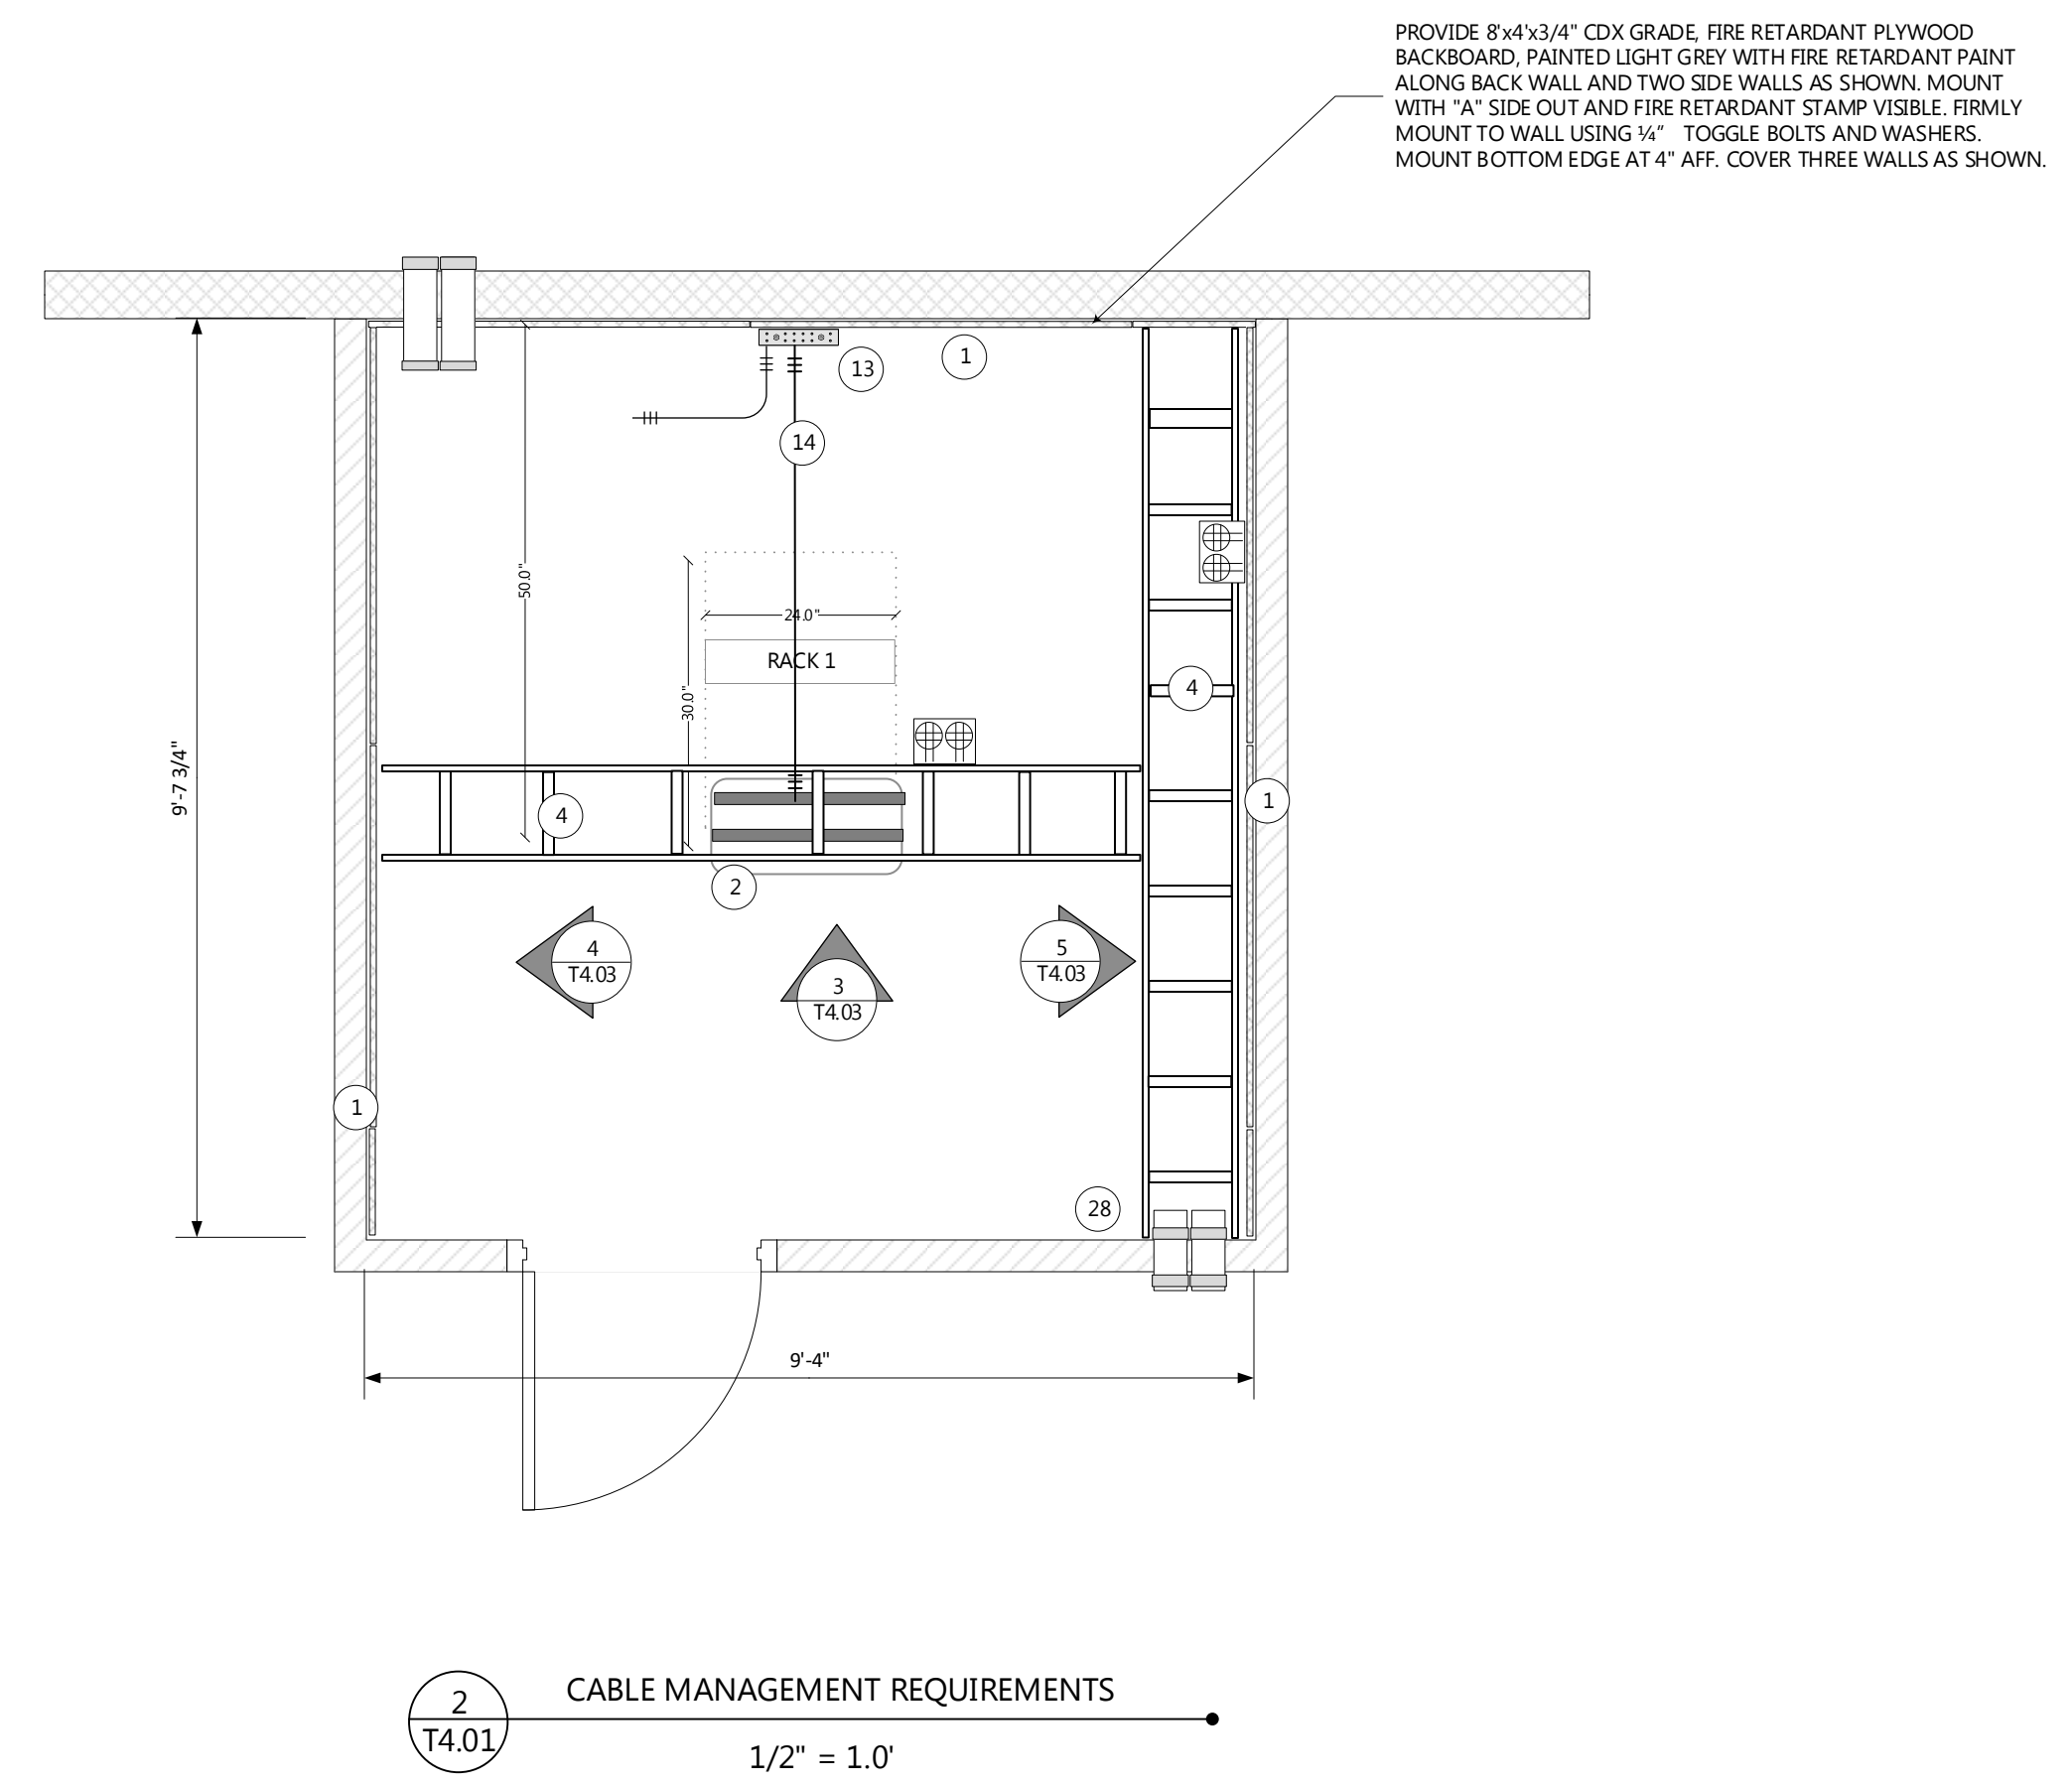 PROVIDE 8'x4'x3/4" CDX GRADE, FIRE RETARDANT PLYWOOD
BACKBOARD, PAINTED LIGHT GREY WITH FIRE RETARDANT PAINT
ALONG BACK WALL AND TWO SIDE WALLS AS SHOWN. MOUNT
WITH "A" SIDE OUT AND FIRE RETARDANT STAMP VISIBLE. FIRMLY
MOUNT TO WALL USING ¼” TOGGLE BOLTS AND WASHERS.
MOUNT BOTTOM EDGE AT 4" AFF. COVER THREE WALLS AS SHOWN.
13
1
14
50.0"
24.0"
RACK 1
30.0"
4
9'-7 3/4"
4
1
2
4
T4.03
3
T4.03
5
T4.03
1
28
9'-4"
2
T4.01
CABLE MANAGEMENT REQUIREMENTS
1/2" = 1.0'